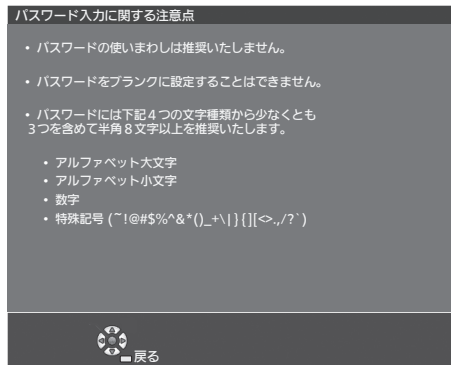 パスワード入力に関する注意点
• パスワードの使いまわしは推奨いたしません。
• パスワードをブランクに設定することはできません。
• パスワードには下記４つの文字種類から少なくとも
３つを含めて半角８文字以上を推奨いたします。
• アルファベット大文字
• アルファベット小文字
• 数字
• 特殊記号 (~!@#$%^&*()_+\|}{][<>.,/?`)
戻る